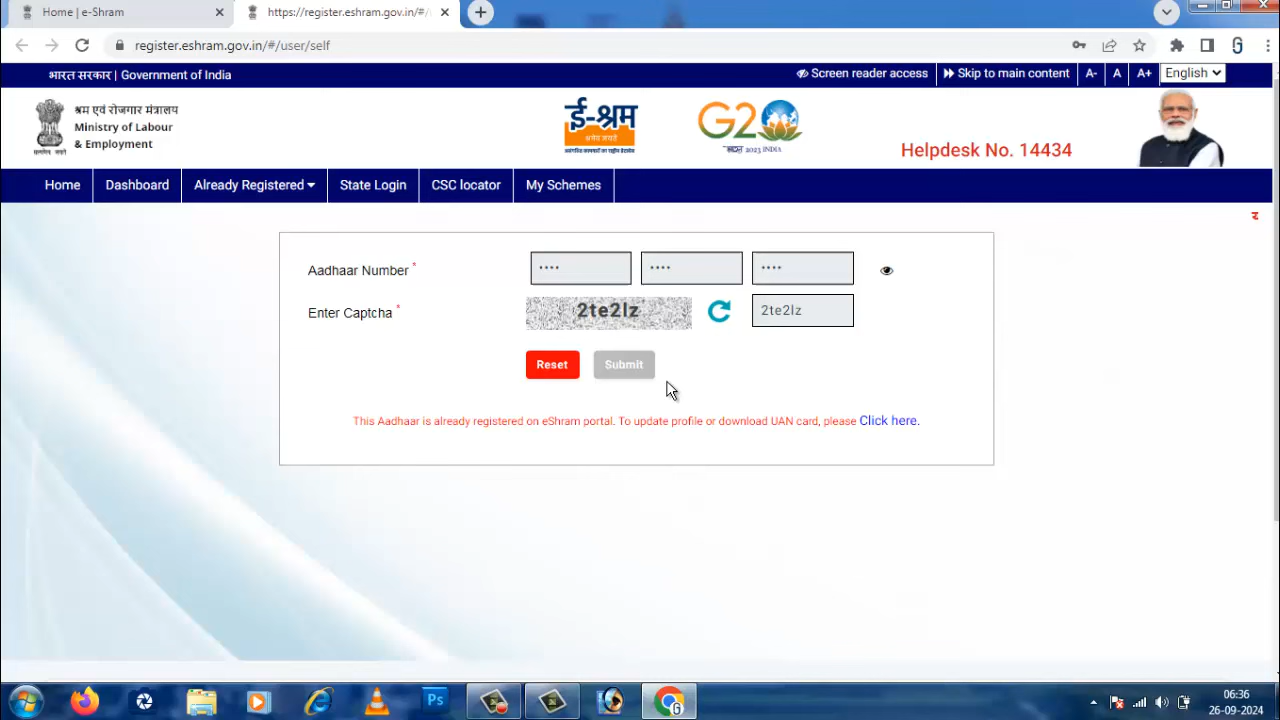 Home | e-Shram
https://register.eshram.gov.in/#/
register.eshram.gov.in/#/user/self
भारत सरकार | Government of India
Screen reader access
Skip to main content
A-
A
A+
English
श्रम एवं रोजगार मंत्रालय
Ministry of Labour
& Employment
ई-श्रम
G20
2023 INDIA
Helpdesk No. 14434
Home
Dashboard
Already Registered
State Login
CSC locator
My Schemes
Aadhaar Number *
•••• •••• ••••
Enter Captcha *
2te2lz
2te2lz
Reset
Submit
This Aadhaar is already registered on eShram portal. To update profile or download UAN card, please Click here.
Ps
06:36
26-09-2024